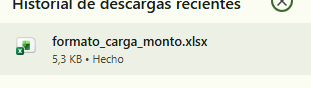 Historial de descargas recientes
formato_carga_monto.xlsx
5,3 KB • Hecho